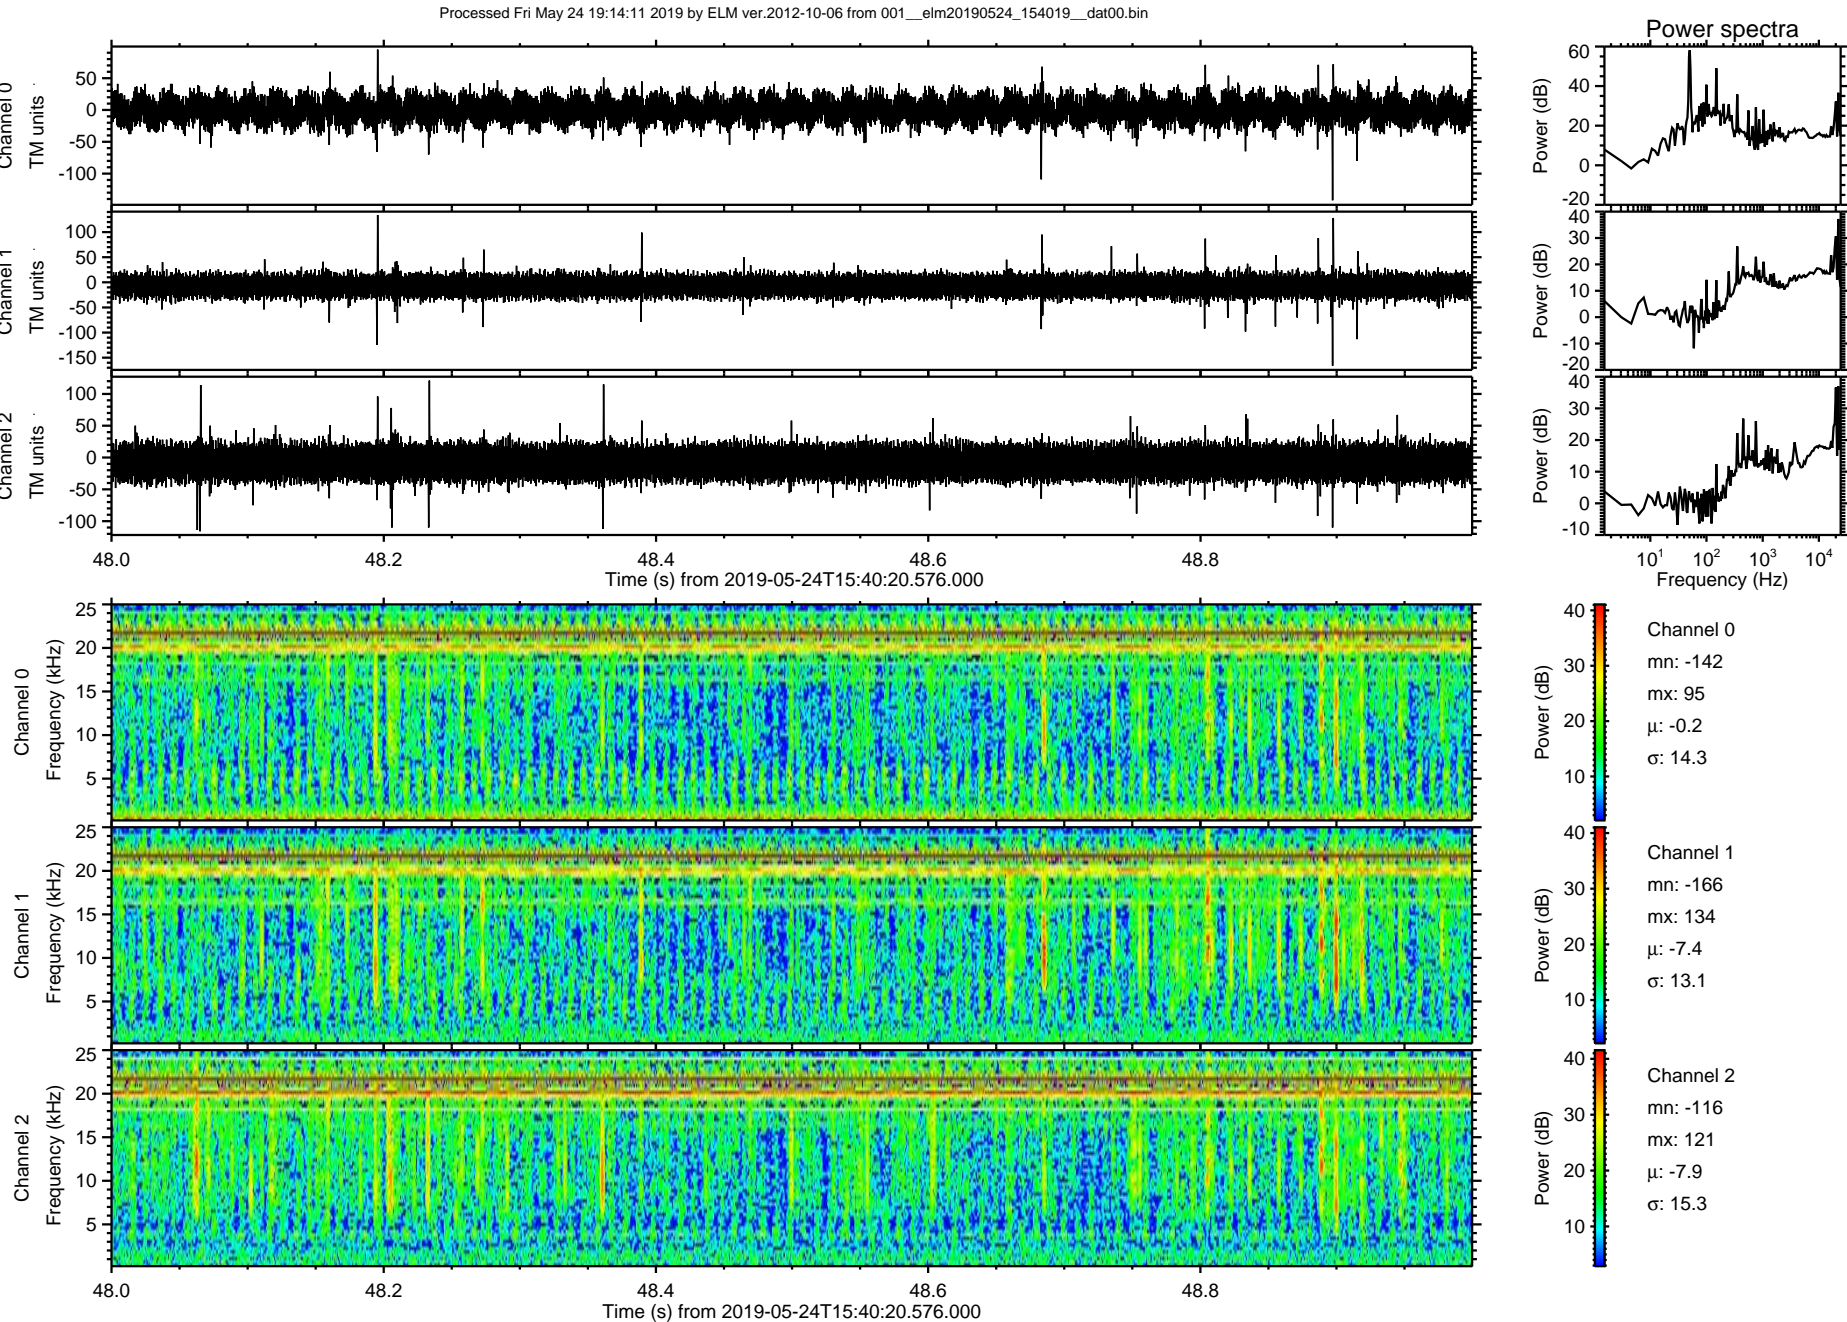 Processed Fri May 24 19:14:11 2019 by ELM ver.2012-10-06 from 001__elm20190524_154019__dat00.bin
Power spectra
Channel 0
TM units
50
0
-50
-100
Power (dB)
60
40
20
0
-20
Channel 1
TM units
100
50
0
-50
-100
-150
Power (dB)
40
30
20
10
0
-10
-20
Channel 2
TM units
100
50
0
-50
-100
Power (dB)
40
30
20
10
0
-10
48.0 48.2 48.4 48.6 48.8
Time (s) from 2019-05-24T15:40:20.576.000
10¹ 10² 10³ 10⁴
Frequency (Hz)
Channel 0
Frequency (kHz)
25
20
15
10
5
Power (dB)
40
30
20
10
Channel 0
mn: -142
mx: 95
μ: -0.2
σ: 14.3
Channel 1
Frequency (kHz)
25
20
15
10
5
Power (dB)
40
30
20
10
Channel 1
mn: -166
mx: 134
μ: -7.4
σ: 13.1
Channel 2
Frequency (kHz)
25
20
15
10
5
Power (dB)
40
30
20
10
Channel 2
mn: -116
mx: 121
μ: -7.9
σ: 15.3
48.0 48.2 48.4 48.6 48.8
Time (s) from 2019-05-24T15:40:20.576.000